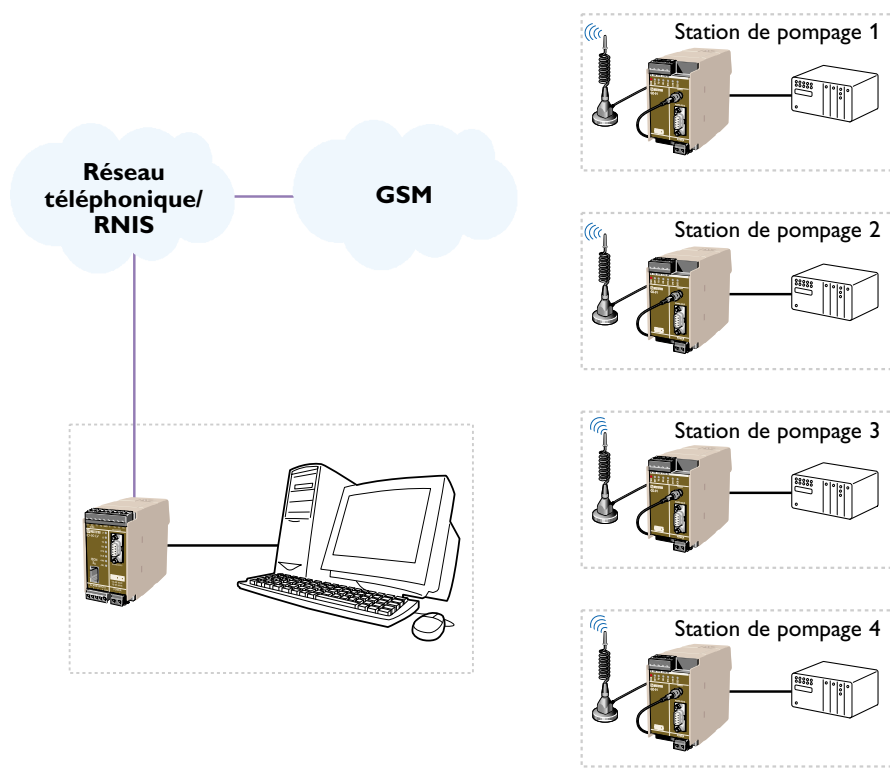 Station de pompage 1
Réseau
téléphonique/
RNIS
GSM
Station de pompage 2
Station de pompage 3
Station de pompage 4